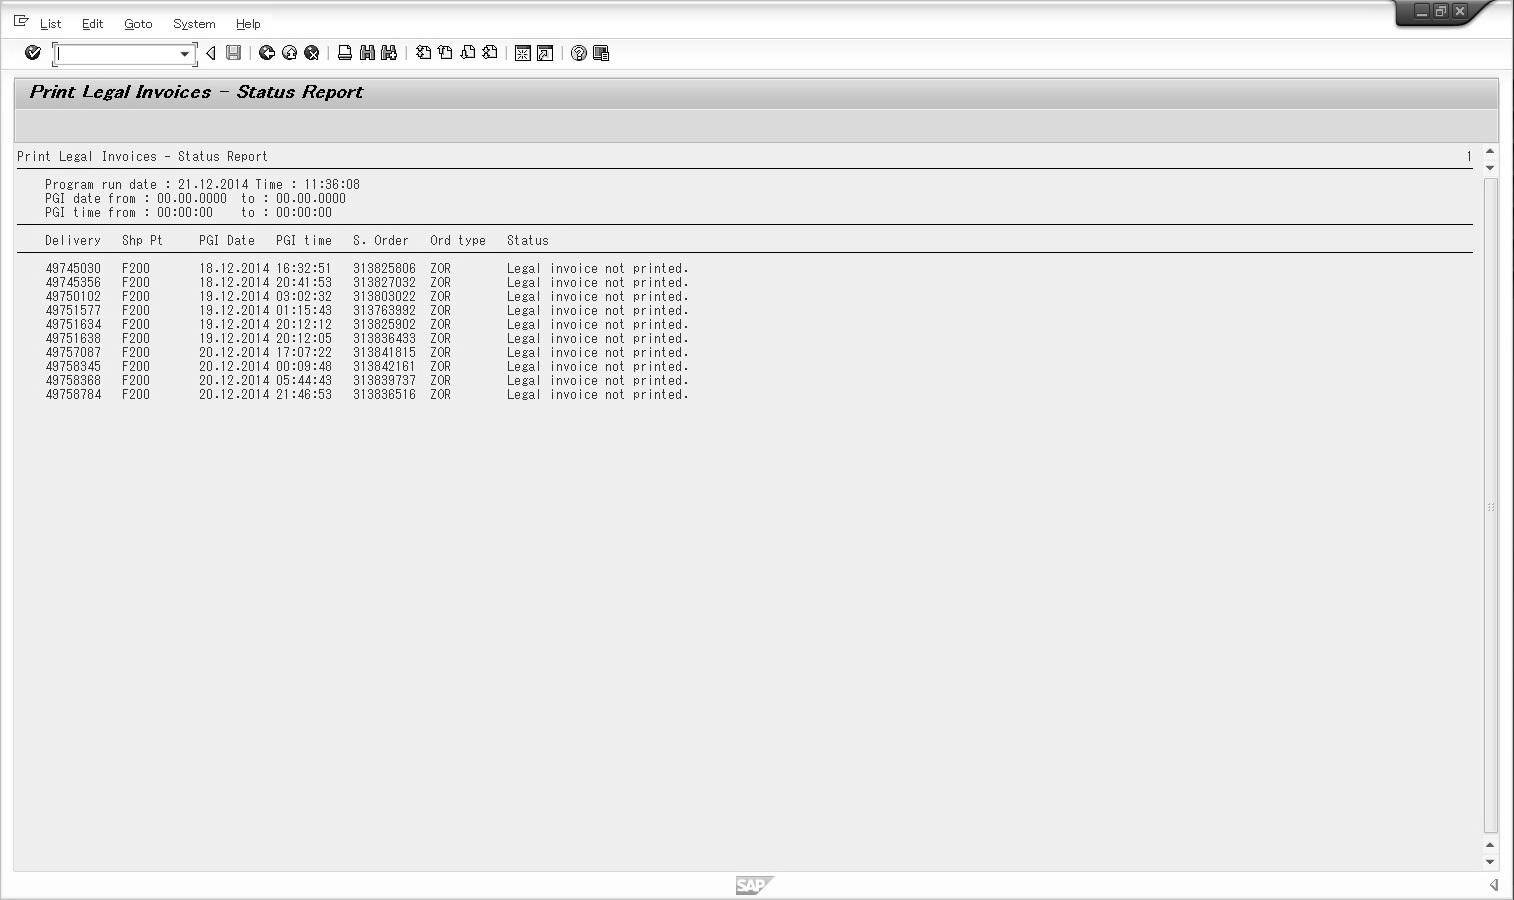 List Edit Goto System Help
Print Legal Invoices - Status Report
Print Legal Invoices - Status Report 1
Program run date : 21.12.2014 Time : 11:36:08
PGI date from : 00.00.0000 to : 00.00.0000
PGI time from : 00:00:00 to : 00:00:00
Delivery Shp Pt PGI Date PGI time S. Order Ord type Status
49745030 F200 18.12.2014 16:32:51 313825806 ZOR Legal invoice not printed.
49745356 F200 18.12.2014 20:41:53 313827032 ZOR Legal invoice not printed.
49750102 F200 19.12.2014 03:02:32 313803022 ZOR Legal invoice not printed.
49751577 F200 19.12.2014 01:15:43 313763992 ZOR Legal invoice not printed.
49751634 F200 19.12.2014 20:12:12 313825902 ZOR Legal invoice not printed.
49751638 F200 19.12.2014 20:12:05 313836433 ZOR Legal invoice not printed.
49757087 F200 20.12.2014 17:07:22 313841815 ZOR Legal invoice not printed.
49758345 F200 20.12.2014 00:09:48 313842161 ZOR Legal invoice not printed.
49758368 F200 20.12.2014 05:44:43 313839737 ZOR Legal invoice not printed.
49758784 F200 20.12.2014 21:46:53 313836516 ZOR Legal invoice not printed.
SAP